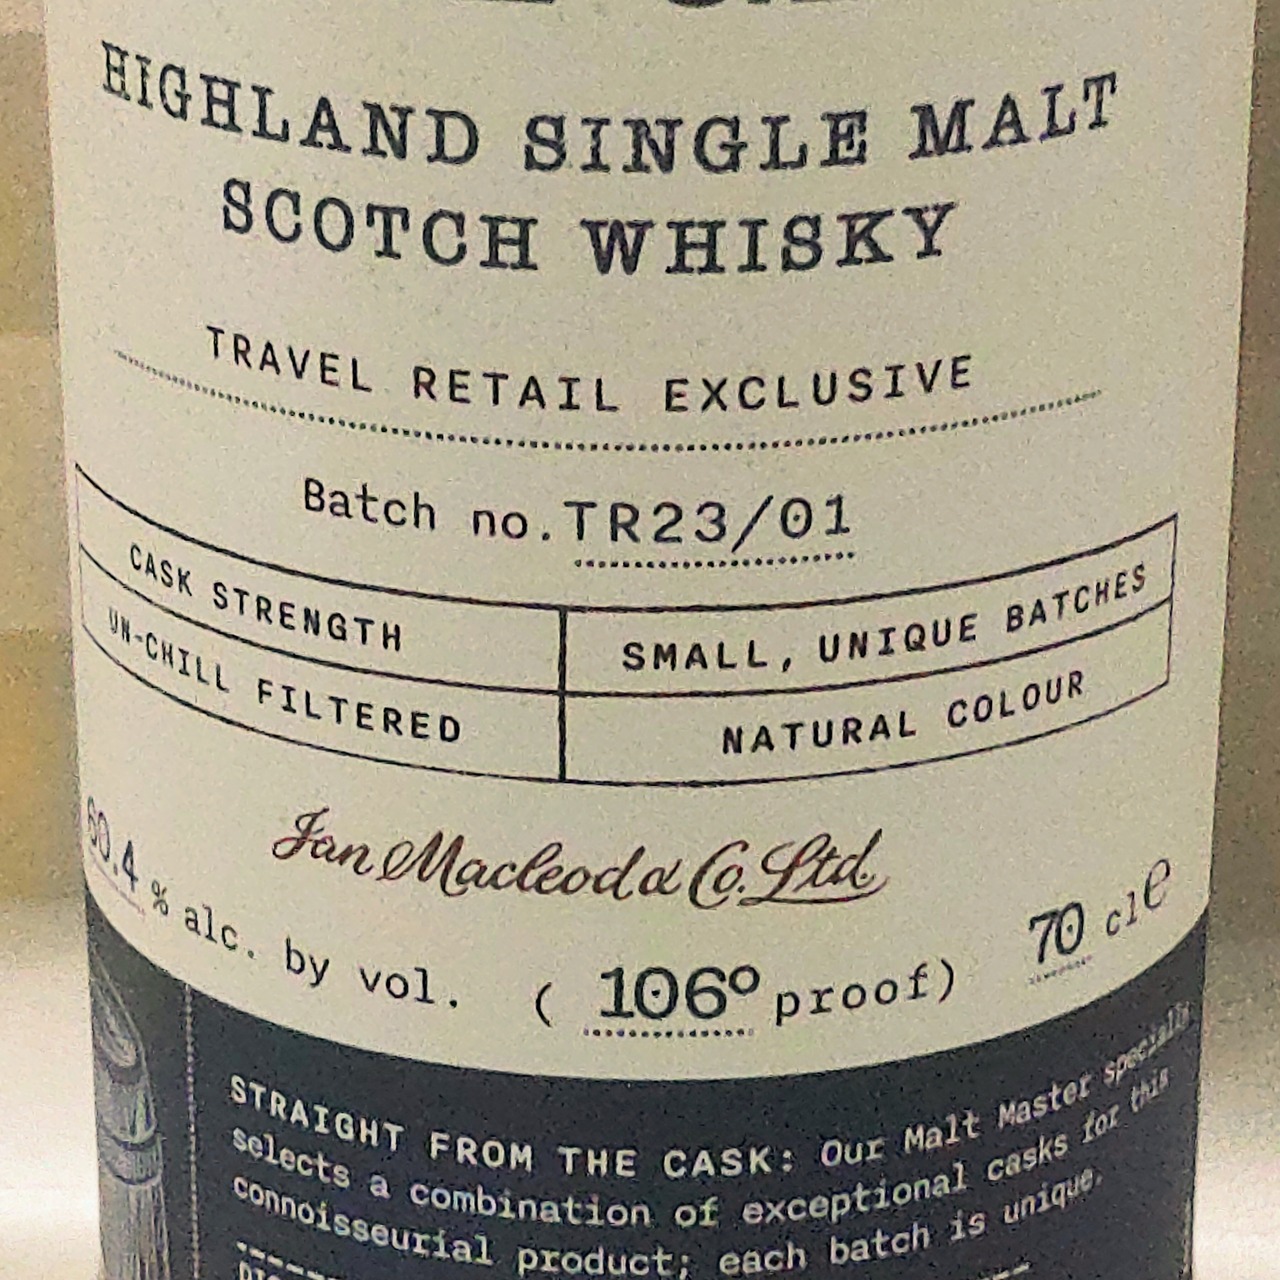 HIGHLAND SINGLE MALT
SCOTCH WHISKY
TRAVEL RETAIL EXCLUSIVE
Batch no. TR23/01
CASK STRENGTH
SMALL, UNIQUE BATCHES
UN-CHILL FILTERED
NATURAL COLOUR
Ian Macleod & Co. Ltd.
60.4 % alc. by vol. ( 106º proof) 70 cl e
STRAIGHT FROM THE CASK: Our Malt Master specially
selects a combination of exceptional casks for this
connoisseurial product; each batch is unique.